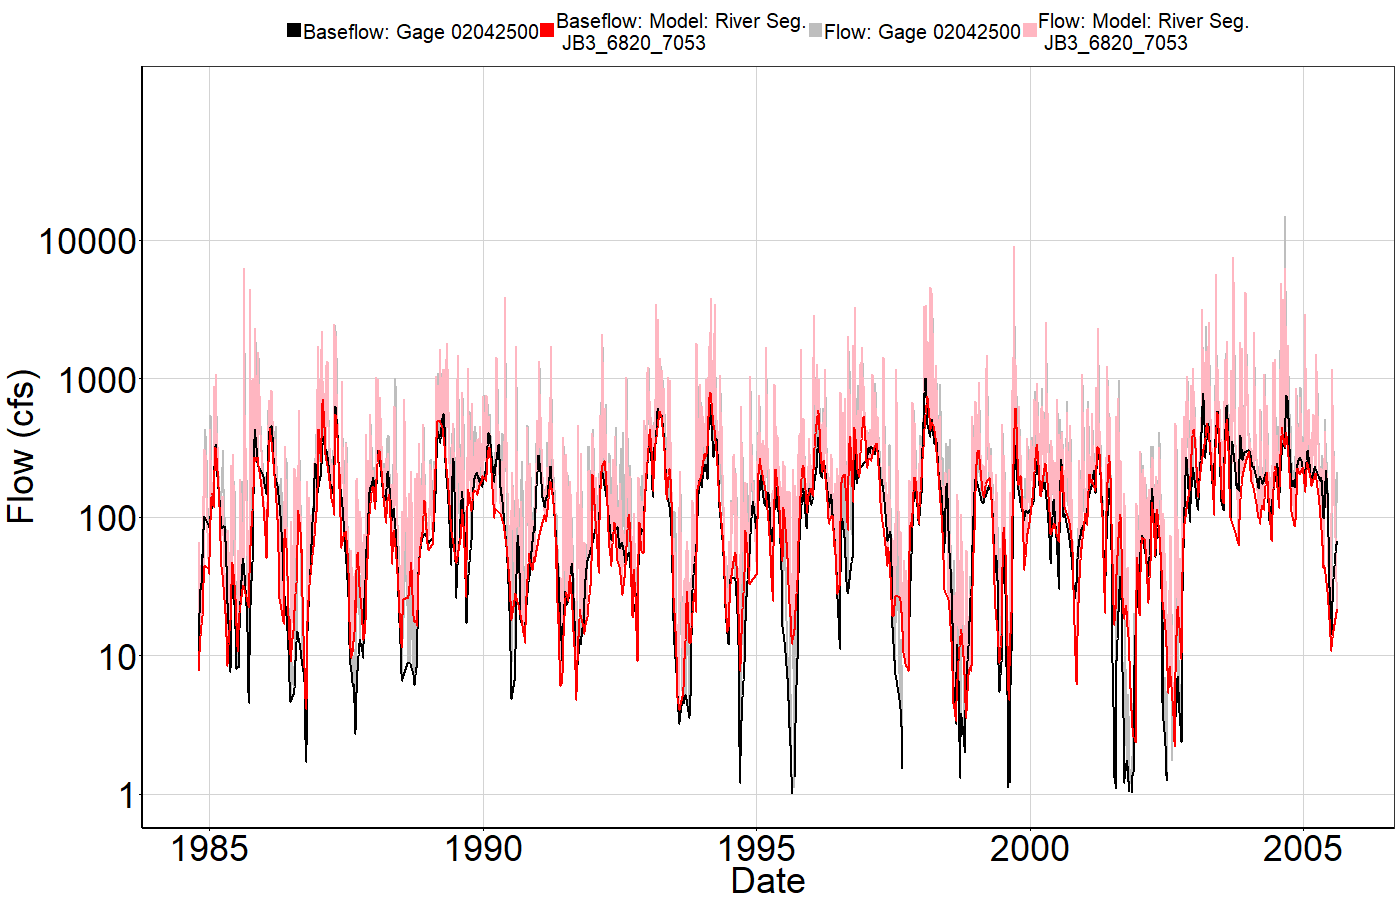 Baseflow: Gage 02042500 Baseflow: Model: River Seg. Flow: Gage 02042500 Flow: Model: River Seg.
JB3_6820_7053 JB3_6820_7053
10000
1000
100
10
1
Flow (cfs)
1985 1990 1995 2000 2005
Date